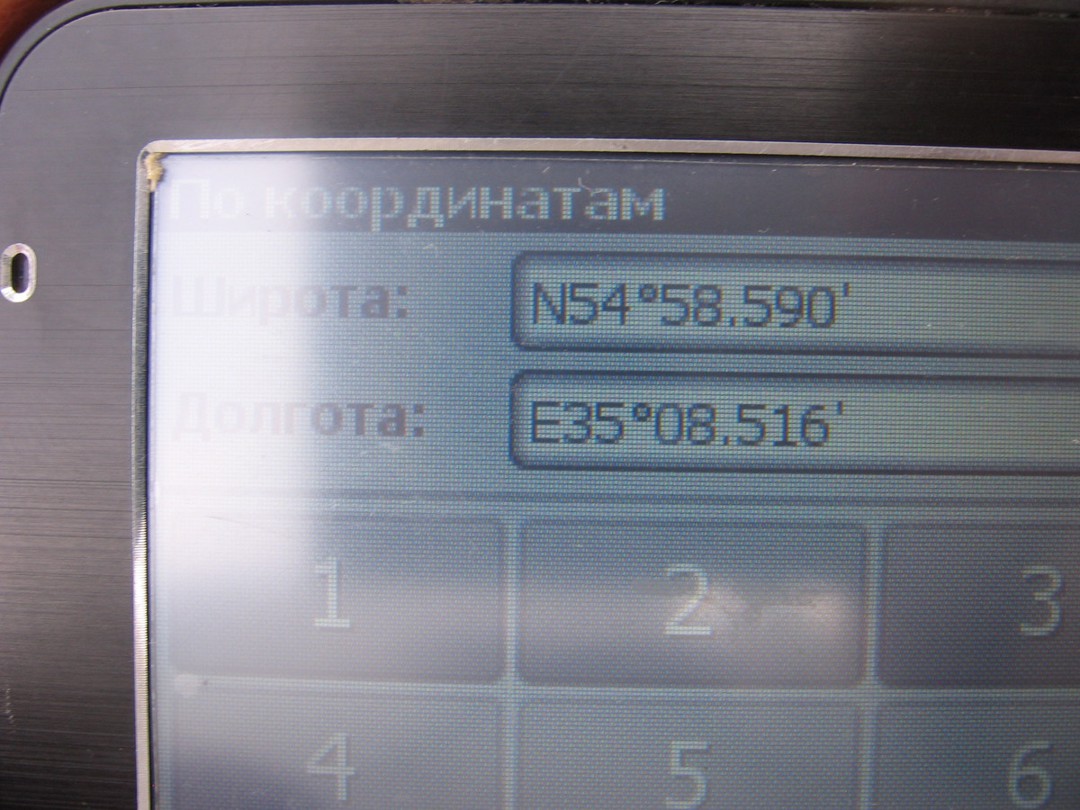 По координатам
Широта: N54°58.590'
Долгота: E35°08.516'
1 2 3
4 5 6